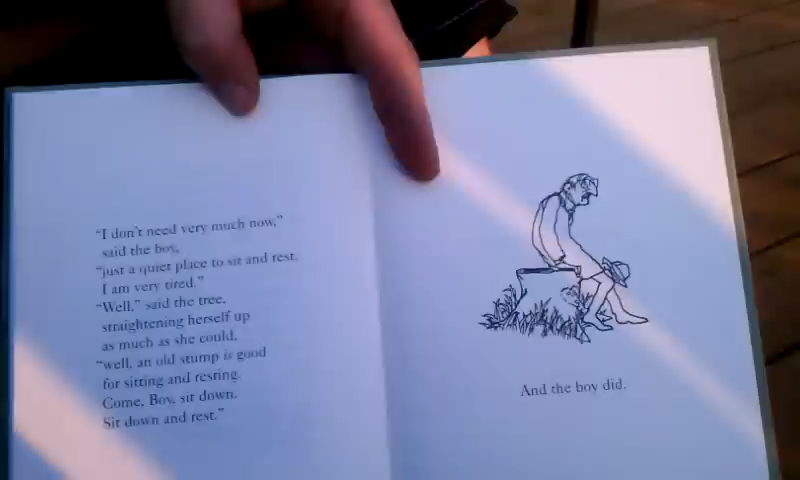 "I don't need very much now,"
said the boy,
"just a quiet place to sit and rest.
I am very tired."
"Well," said the tree,
straightening herself up
as much as she could,
"well, an old stump is good
for sitting and resting.
Come, Boy, sit down.
Sit down and rest."
And the boy did.